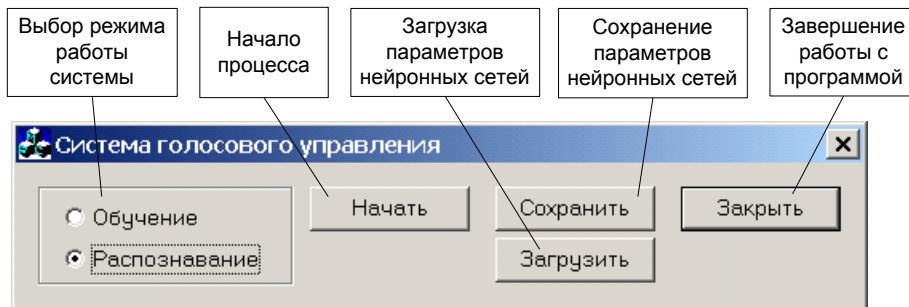 Выбор режима
работы
системы
Начало
процесса
Загрузка
параметров
нейронных сетей
Сохранение
параметров
нейронных сетей
Завершение
работы с
программой
Система голосового управления
Обучение
Распознавание
Начать
Сохранить
Загрузить
Закрыть